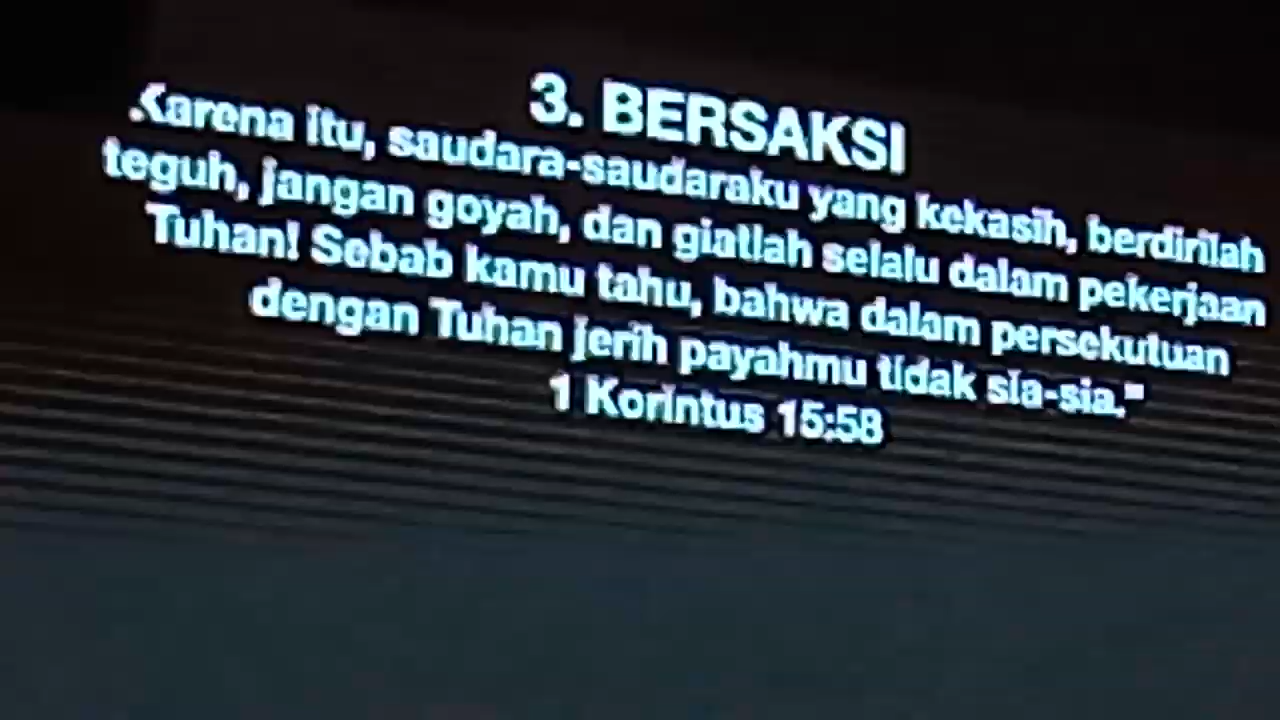 3. BERSAKSI
Karena itu, saudara-saudaraku yang kekasih, berdirilah
teguh, jangan goyah, dan giatlah selalu dalam pekerjaan
Tuhan! Sebab kamu tahu, bahwa dalam persekutuan
dengan Tuhan jerih payahmu tidak sia-sia."
1 Korintus 15:58